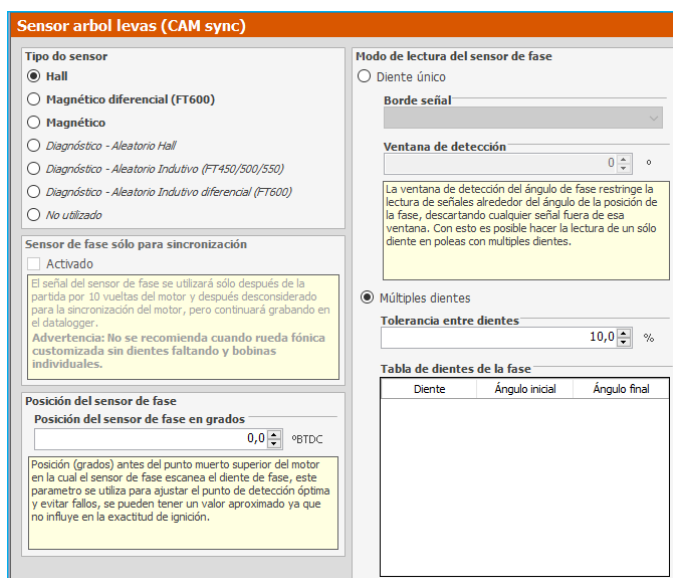 Sensor arbol levas (CAM sync)
Tipo do sensor
Hall
Magnético diferencial (FT600)
Magnético
Diagnóstico - Aleatorio Hall
Diagnóstico - Aleatorio Indutivo (FT450/500/550)
Diagnóstico - Aleatorio Indutivo diferencial (FT600)
No utilizado
Sensor de fase sólo para sincronización
Activado
El señal del sensor de fase se utilizará sólo después de la
partida por 10 vueltas del motor y después desconsiderado
para la sincronización del motor, pero continuará grabando en
el datalogger.
Advertencia: No se recomienda cuando rueda fónica
customizada sin dientes faltando y bobinas
individuales.
Posición del sensor de fase
Posición del sensor de fase en grados
0,0 ºBTDC
Posición (grados) antes del punto muerto superior del motor
en la cual el sensor de fase escanea el diente de fase, este
parametro se utiliza para ajustar el punto de detección óptima
y evitar fallos, se pueden tener un valor aproximado ya que
no influye en la exactitud de ignición.
Modo de lectura del sensor de fase
Diente único
Borde señal
Ventana de detección
0 º
La ventana de detección del ángulo de fase restringe la
lectura de señales alrededor del ángulo de la posición de
la fase, descartando cualquier señal fuera de esa
ventana. Con esto es posible hacer la lectura de un sólo
diente en poleas con multiples dientes.
Múltiples dientes
Tolerancia entre dientes
10,0 %
Tabla de dientes de la fase
Diente Ángulo inicial Ángulo final